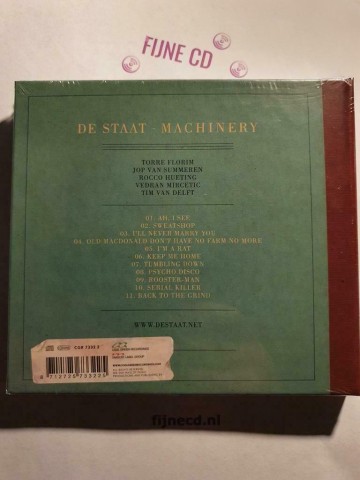 FIJNE CD
DE STAAT - MACHINERY
TORRE FLORIM
JOP VAN SUMMEREN
ROCCO HUETING
VEDRAN MIRCETIC
TIM VAN DELFT
01. AH, I SEE
02. SWEATSHOP
03. I'LL NEVER MARRY YOU
04. OLD MACDONALD DON'T HAVE NO FARM NO MORE
05. I'M A RAT
06. KEEP ME HOME
07. TUMBLING DOWN
08. PSYCHO DISCO
09. ROOSTER-MAN
10. SERIAL KILLER
11. BACK TO THE GRIND
WWW.DESTAAT.NET
fijnecd.nl